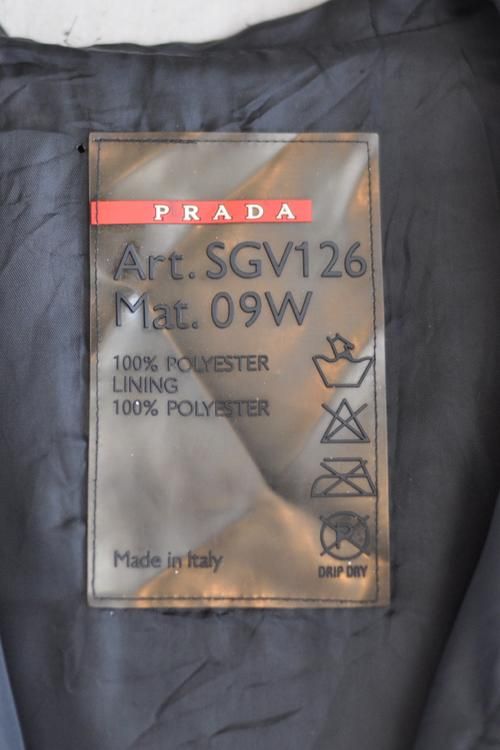 PRADA
Art. SGV126
Mat. 09W
100% POLYESTER
LINING
100% POLYESTER
P
DRIP DRY
Made in Italy